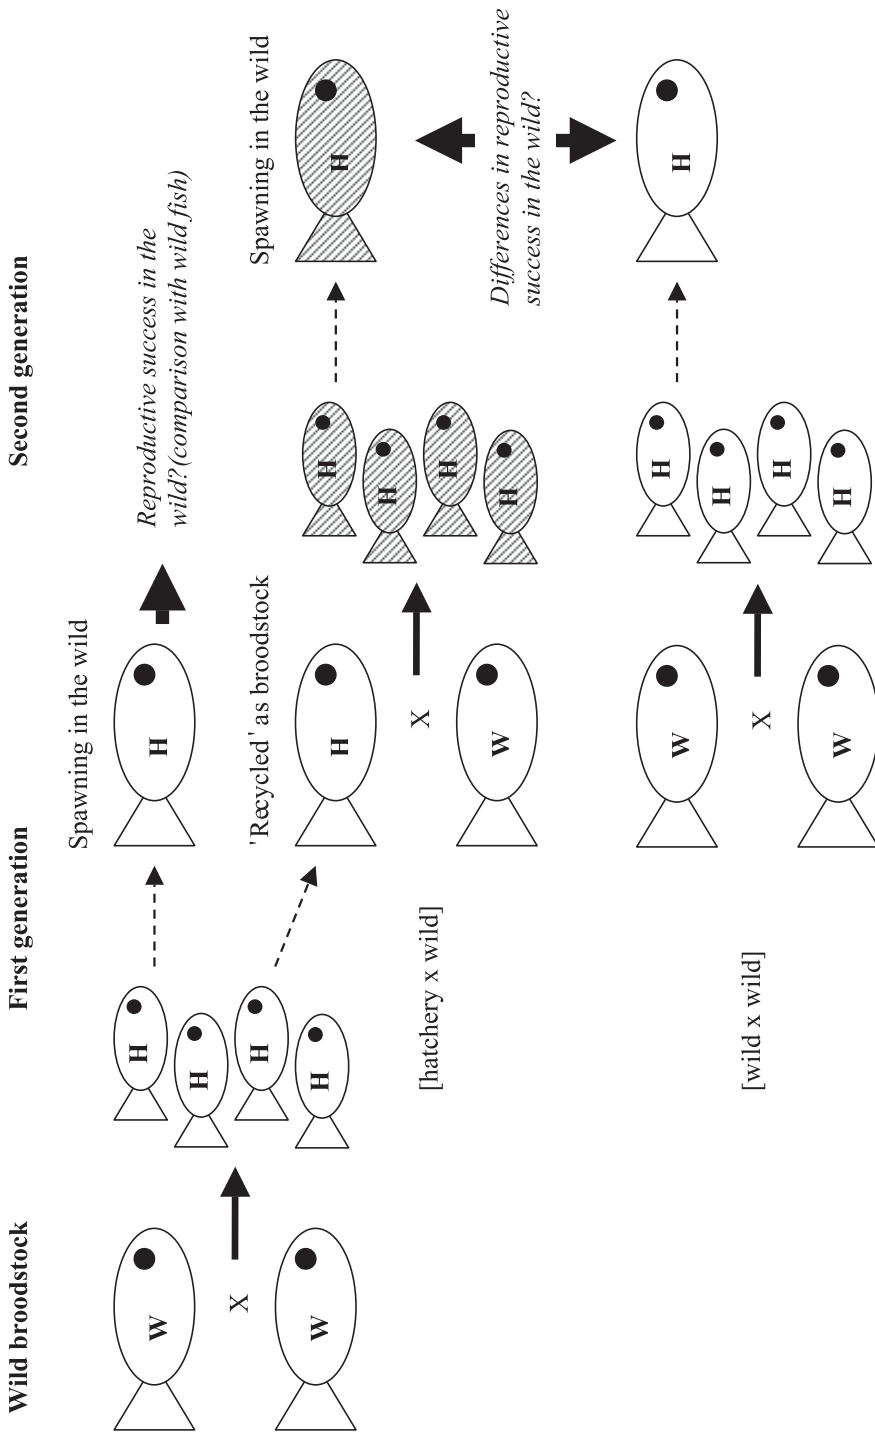 Wild broodstock
First generation
Second generation
W
X
W
H
H
H
H
Spawning in the wild
H
Reproductive success in the
wild?(comparison with wild fish)
'Recycled' as broodstock
H
X
W
[hatchery x wild]
H
H
H
H
Spawning in the wild
H
Differences in reproductive
success in the wild?
W
X
W
[wild x wild]
H
H
H
H
H